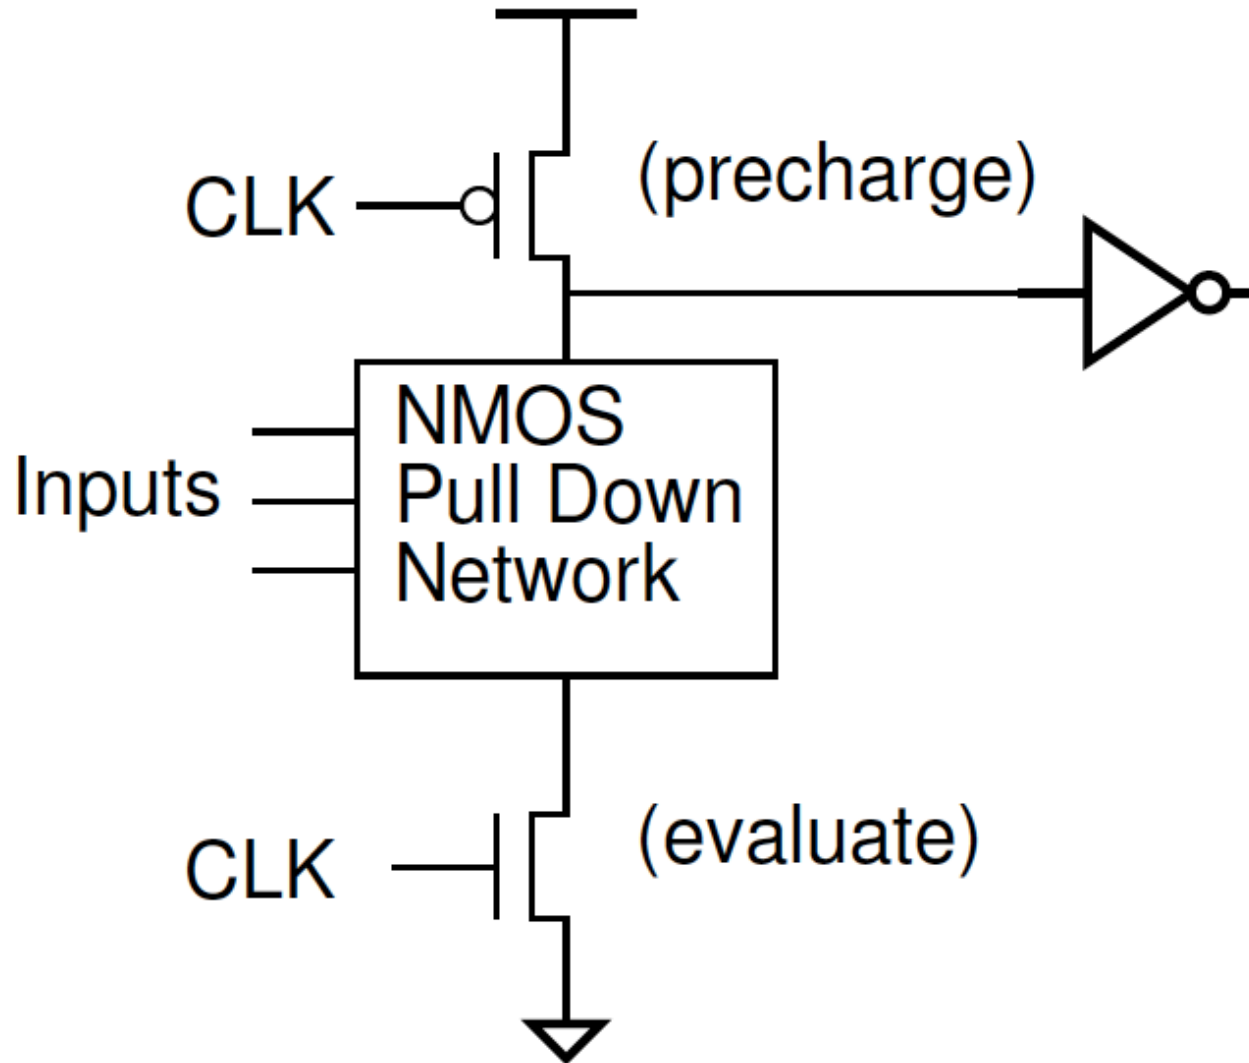 (precharge)
CLK
NMOS
Inputs
Pull Down
Network
(evaluate)
CLK